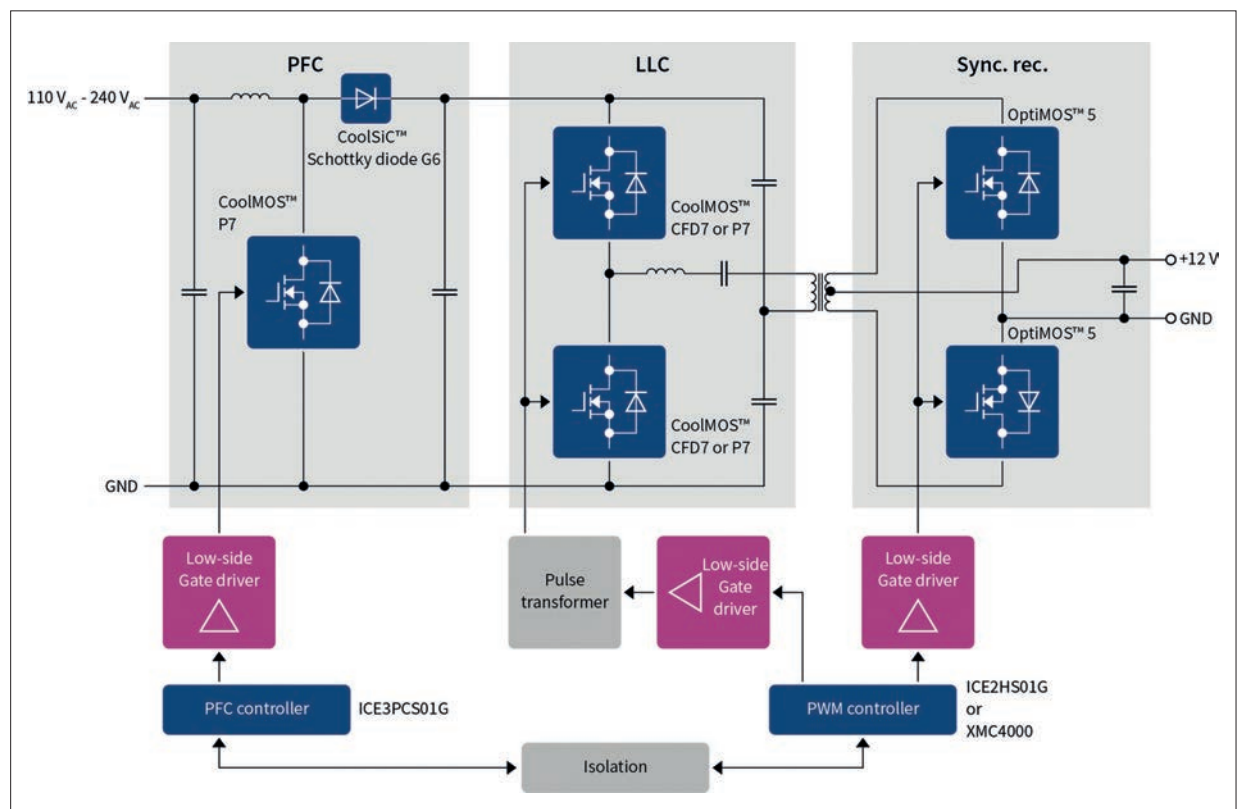 PFC
LLC
Sync. rec.
110 VAC - 240 VAC
CoolSiC™
Schottky diode G6
CoolMOS™
P7
CoolMOS™
CFD7 or P7
CoolMOS™
CFD7 or P7
OptiMOS™ 5
+12 V
GND
OptiMOS™ 5
GND
Low-side
Gate driver
Pulse
transformer
Low-side
Gate
driver
Low-side
Gate driver
PFC controller
ICE3PCS01G
PWM controller
ICE2HS01G
or
XMC4000
Isolation